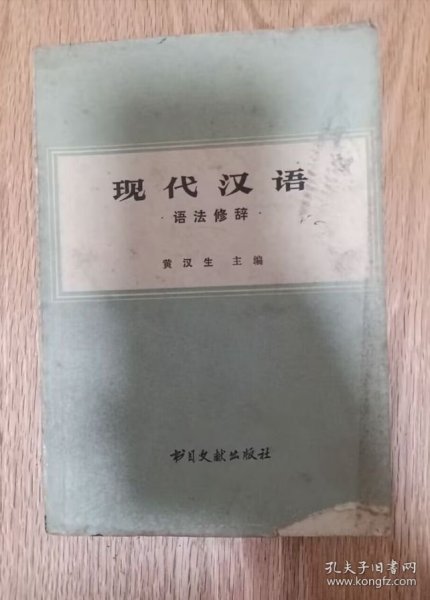 现代汉语
·语法修辞·
黄汉生 主编
书目文献出版社
孔夫子旧书网
www.kongfz.com